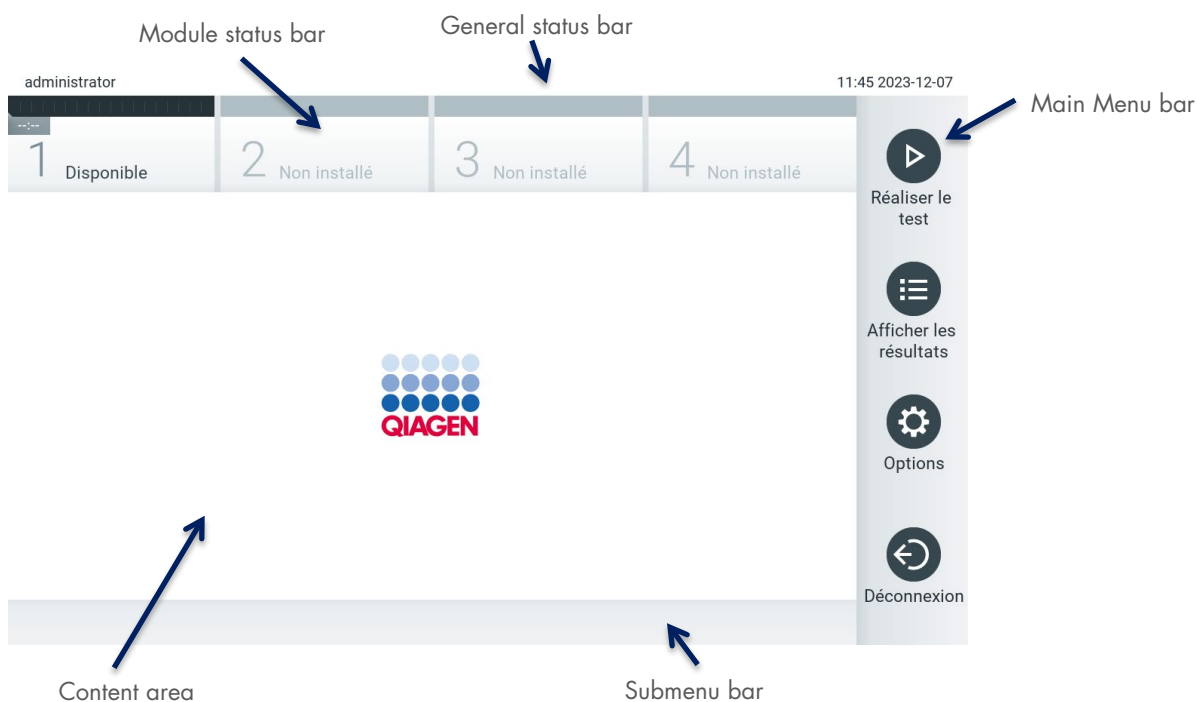 Module status bar
General status bar
administrator
11:45 2023-12-07
Main Menu bar
--:--
1 Disponible
2 Non installé
3 Non installé
4 Non installé
Réaliser le
test
Afficher les
résultats
QIAGEN
Options
Déconnexion
Content area
Submenu bar